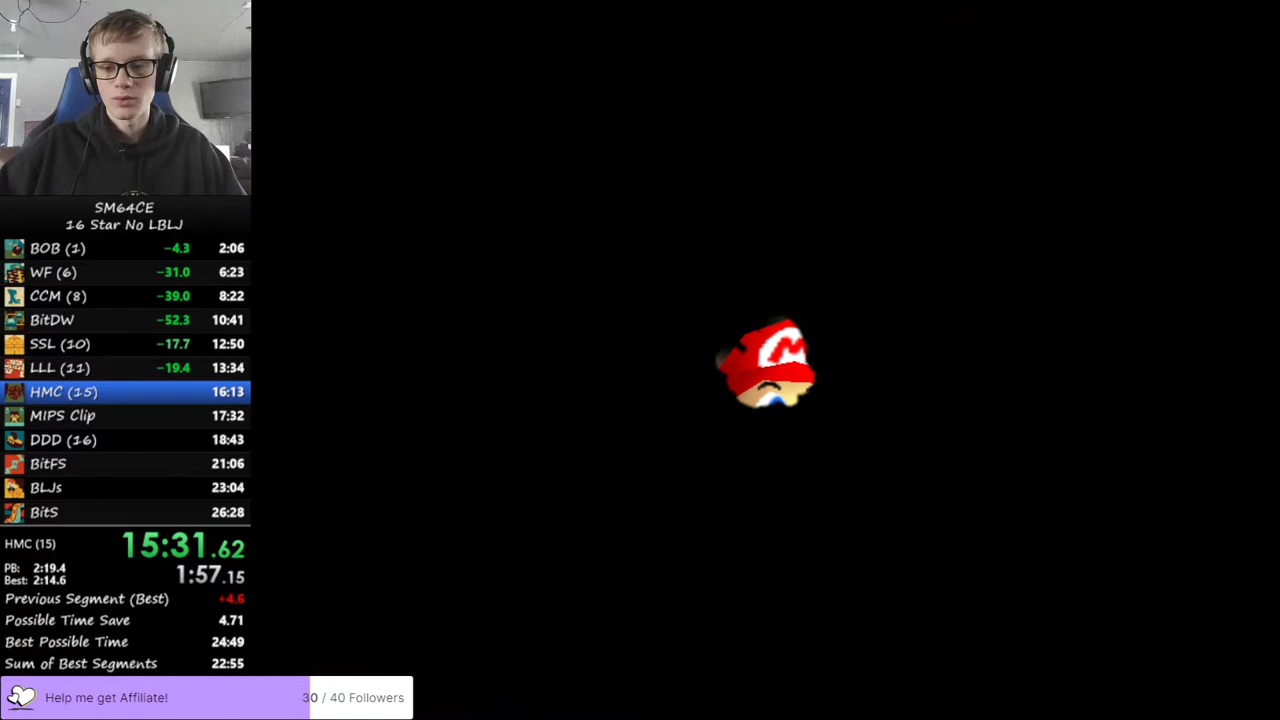 SM64CE
16 Star No LBLJ
BOB (1) -4.3 2:06
WF (6) -31.0 6:23
CCM (8) -39.0 8:22
BitDW -52.3 10:41
SSL (10) -17.7 12:50
LLL (11) -19.4 13:34
HMC (15) 16:13
MIPS Clip 17:32
DDD (16) 18:43
BitFS 21:06
BLJs 23:04
BitS 26:28
HMC (15) 15:31.62
PB: 2:19.4
Best: 2:14.6 1:57.15
Previous Segment (Best) +4.6
Possible Time Save 4.71
Best Possible Time 24:49
Sum of Best Segments 22:55
Help me get Affiliate! 30 / 40 Followers
M